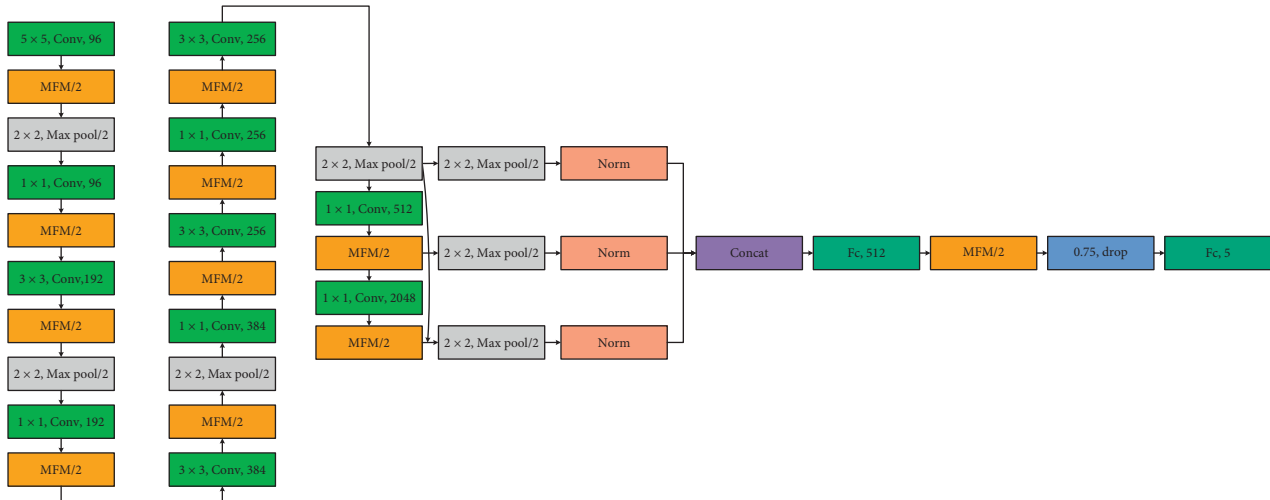 5 × 5, Conv, 96
MFM/2
2 × 2, Max pool/2
1 × 1, Conv, 96
MFM/2
3 × 3, Conv,192
MFM/2
2 × 2, Max pool/2
1 × 1, Conv, 192
MFM/2
3 × 3, Conv, 256
MFM/2
1 × 1, Conv, 256
MFM/2
3 × 3, Conv, 256
MFM/2
1 × 1, Conv, 384
2 × 2, Max pool/2
MFM/2
3 × 3, Conv, 384
2 × 2, Max pool/2
1 × 1, Conv, 512
MFM/2
1 × 1, Conv, 2048
MFM/2
2 × 2, Max pool/2
2 × 2, Max pool/2
2 × 2, Max pool/2
Norm
Norm
Norm
Concat
Fc, 512
MFM/2
0.75, drop
Fc, 5